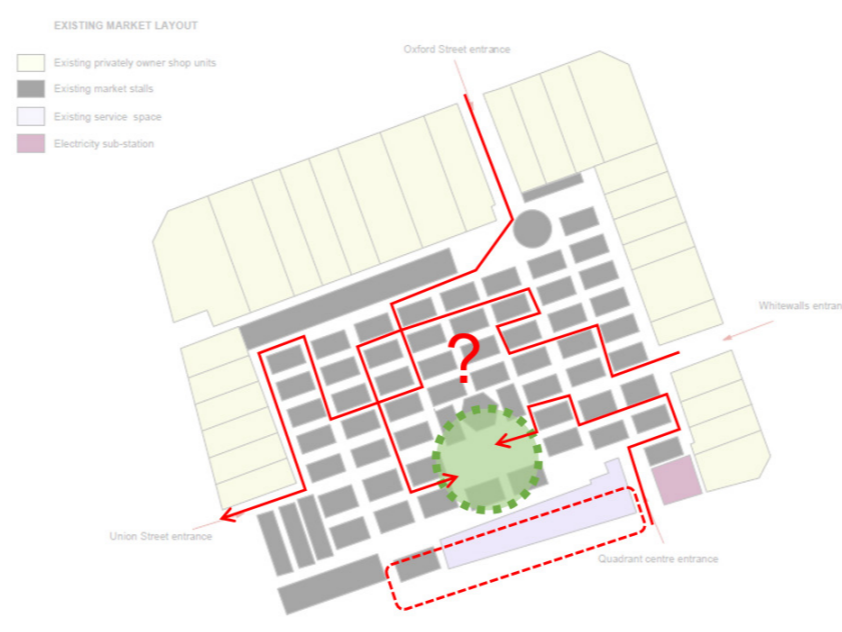 EXISTING MARKET LAYOUT
Existing privately owner shop units
Existing market stalls
Existing service space
Electricity sub-station
Oxford Street entrance
Whitewalls entran
?
Union Street entrance
Quadrant centre entrance